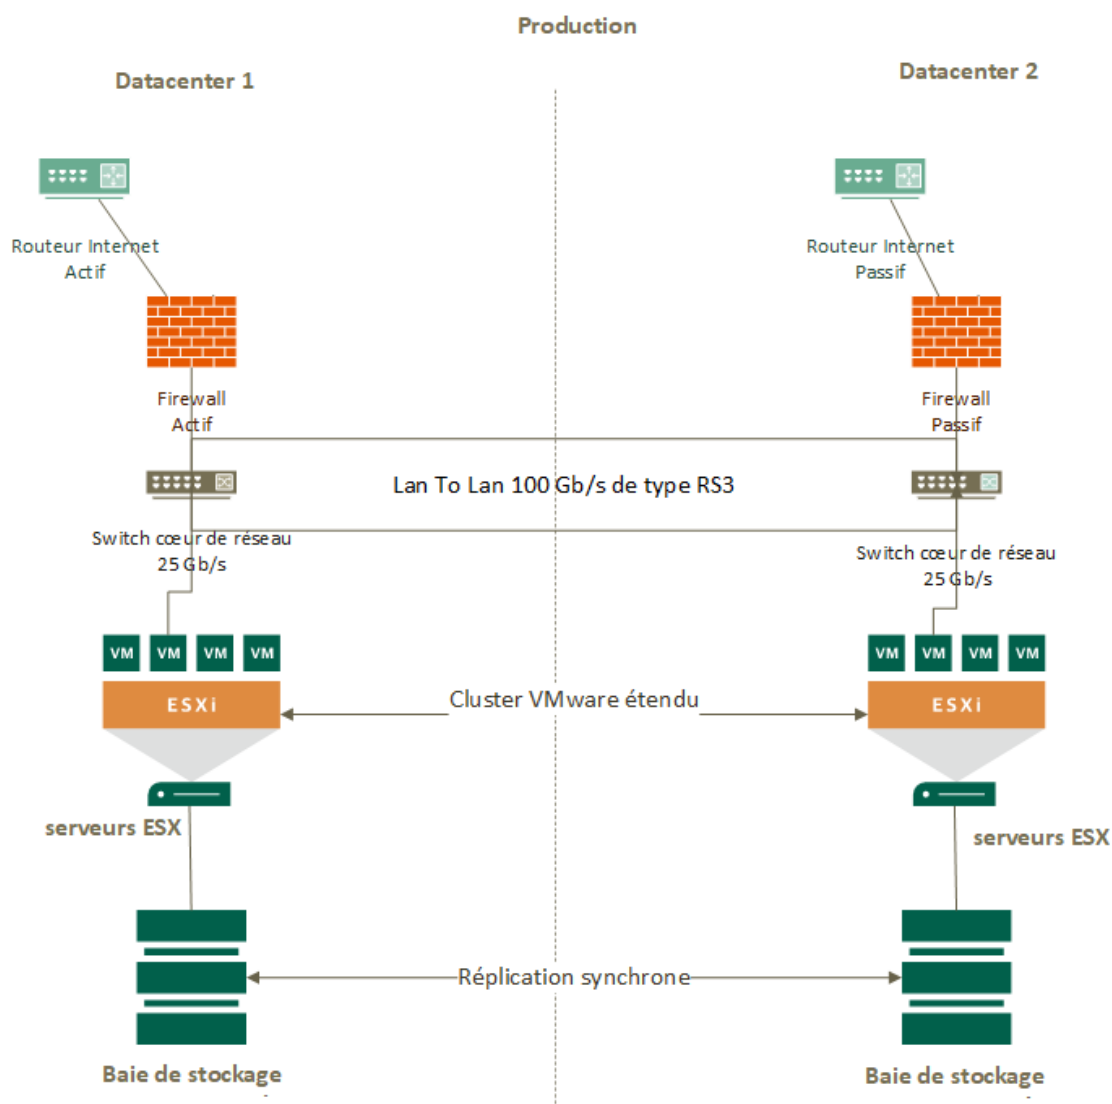 Production
Datacenter 1
Datacenter 2
Routeur Internet
Actif
Routeur Internet
Passif
Firewall
Actif
Firewall
Passif
Lan To Lan 100 Gb/s de type RS3
Switch cœur de réseau
25 Gb/s
Switch cœur de réseau
25 Gb/s
VM VM VM VM
VM VM VM VM
ESXi
Cluster VMware étendu
ESXi
serveurs ESX
serveurs ESX
Réplication synchrone
Baie de stockage
Baie de stockage